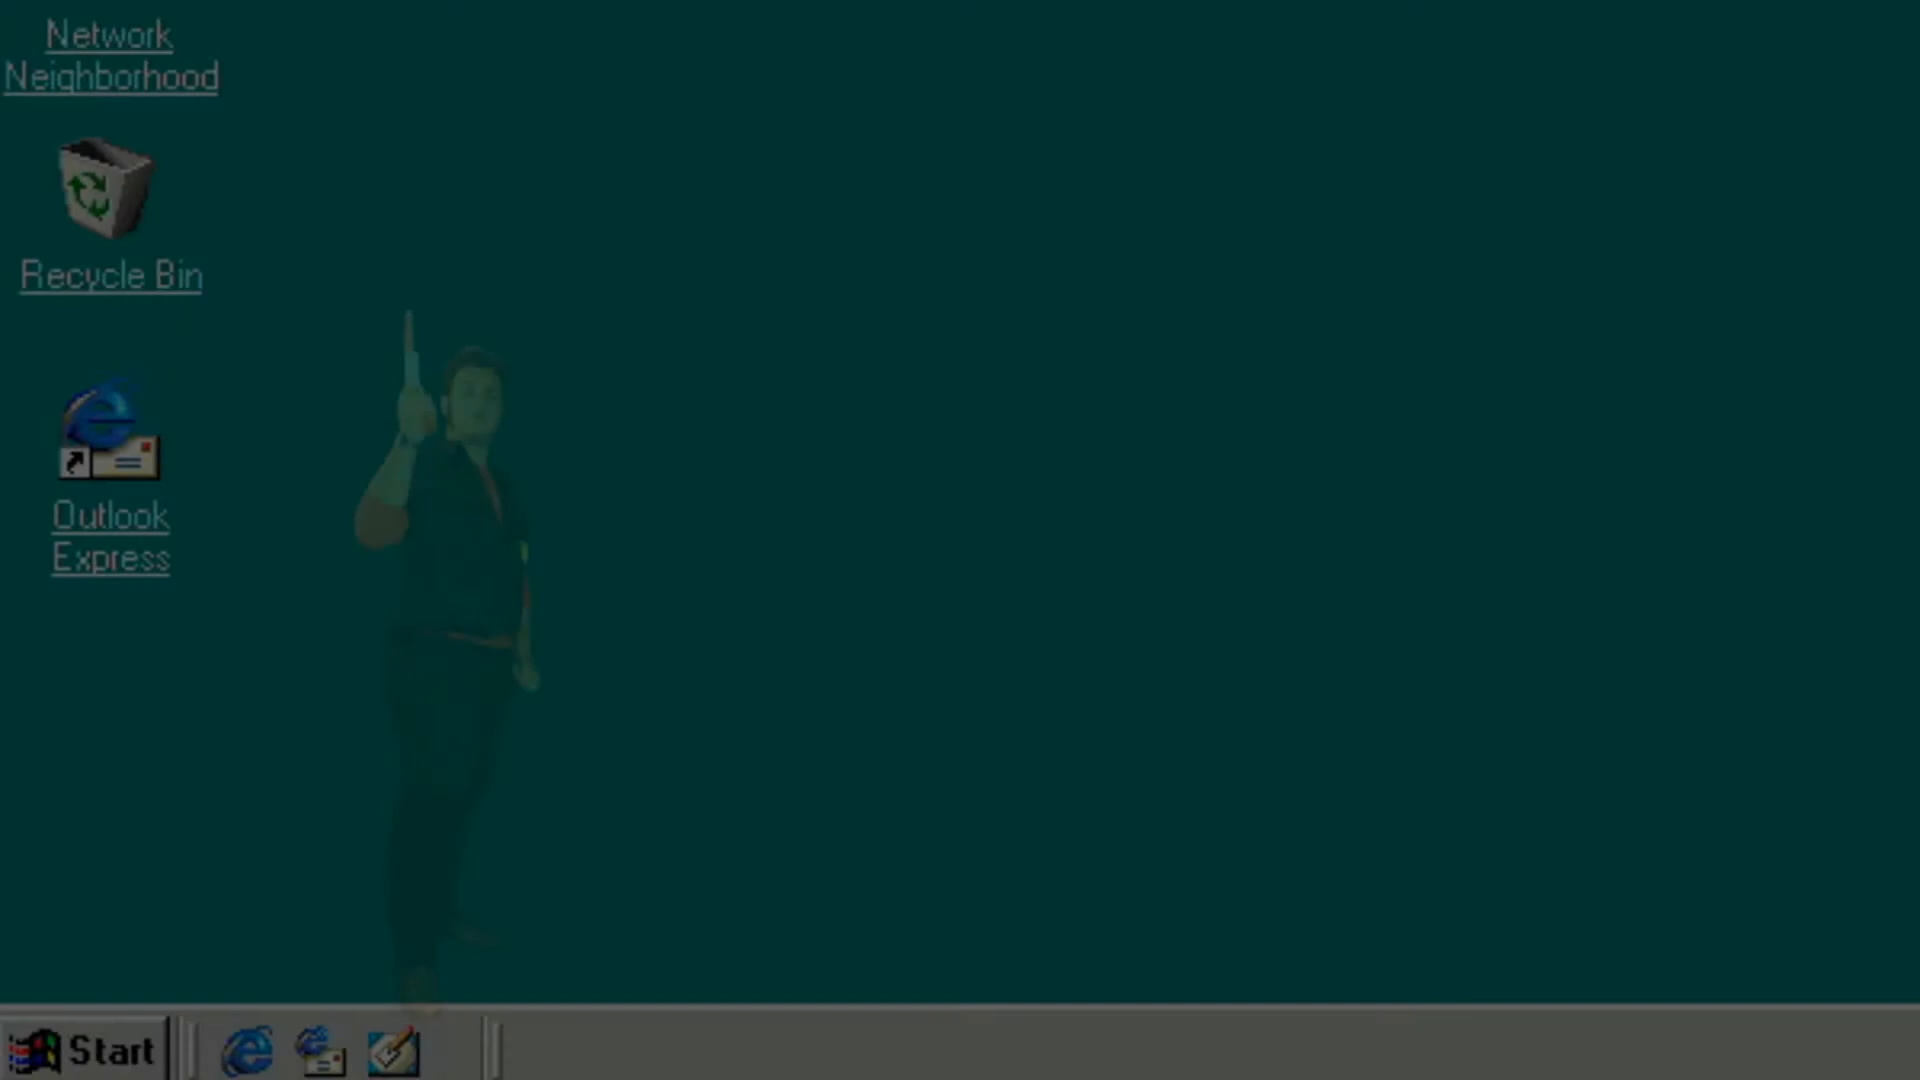 Network
Neighborhood
Recycle Bin
Outlook
Express
Start